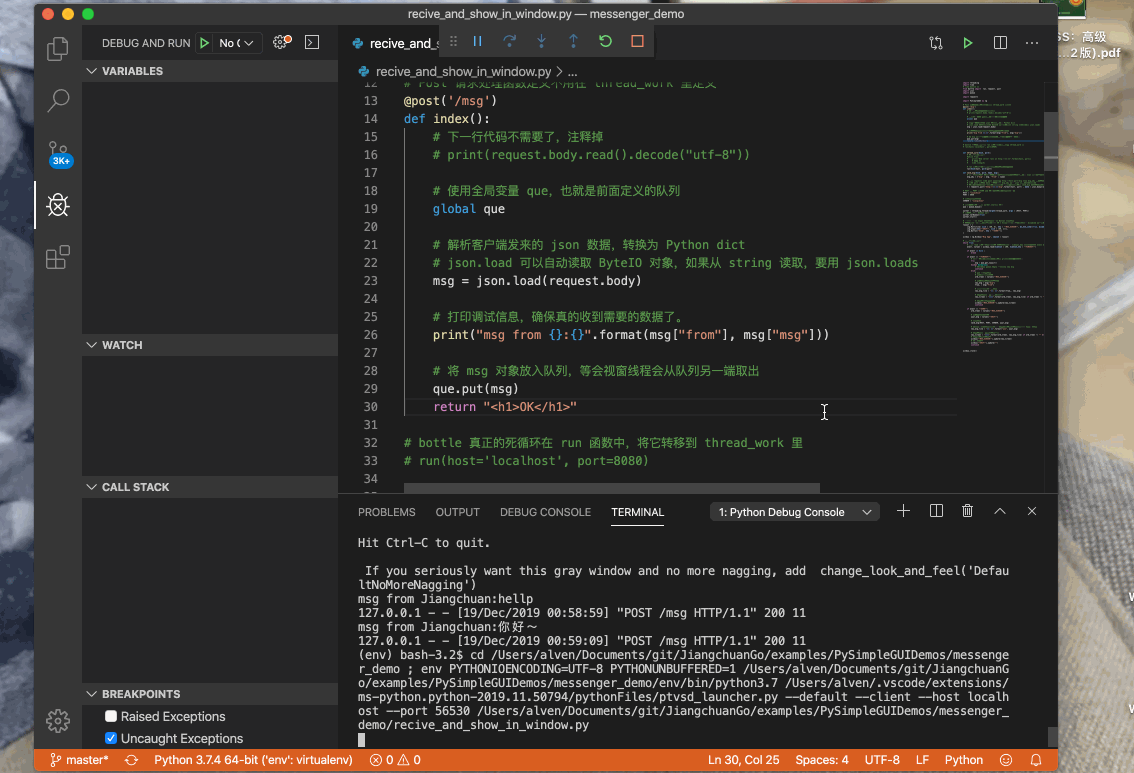 recive_and_show_in_window.py — messenger_demo
DEBUG AND RUN
No (
recive_and_s
SS：高级
...2 版).pdf
VARIABLES
recive_and_show_in_window.py > ...
12 # Post 请求处理函数定义不用在 thread_work 里定义
13 @post('/msg')
14 def index():
15 # 下一行代码不需要了，注释掉
16 # print(request.body.read().decode("utf-8"))
17
18 # 使用全局变量 que，也就是前面定义的队列
19 global que
20
21 # 解析客户端发来的 json 数据，转换为 Python dict
22 # json.load 可以自动读取 ByteIO 对象，如果从 string 读取，要用 json.loads
23 msg = json.load(request.body)
24
25 # 打印调试信息，确保真的收到需要的数据了。
26 print("msg from {}:{}".format(msg["from"], msg["msg"]))
27
28 # 将 msg 对象放入队列，等会视窗线程会从队列另一端取出
29 que.put(msg)
30 return "<h1>OK</h1>"
31
32 # bottle 真正的死循环在 run 函数中，将它转移到 thread_work 里
33 # run(host='localhost', port=8080)
34
3K+
WATCH
CALL STACK
BREAKPOINTS
Raised Exceptions
Uncaught Exceptions
PROBLEMS OUTPUT DEBUG CONSOLE TERMINAL
1: Python Debug Console
Hit Ctrl-C to quit.
If you seriously want this gray window and no more nagging, add change_look_and_feel('Defau
ltNoMoreNagging')
msg from Jiangchuan:hellp
127.0.0.1 - - [19/Dec/2019 00:58:59] "POST /msg HTTP/1.1" 200 11
msg from Jiangchuan:你好～
127.0.0.1 - - [19/Dec/2019 00:59:09] "POST /msg HTTP/1.1" 200 11
(env) bash-3.2$ cd /Users/alven/Documents/git/JiangchuanGo/examples/PySimpleGUIDemos/messenge
r_demo ; env PYTHONIOENCODING=UTF-8 PYTHONUNBUFFERED=1 /Users/alven/Documents/git/JiangchuanG
o/examples/PySimpleGUIDemos/messenger_demo/env/bin/python3.7 /Users/alven/.vscode/extensions/
ms-python.python-2019.11.50794/pythonFiles/ptvsd_launcher.py --default --client --host localh
ost --port 56530 /Users/alven/Documents/git/JiangchuanGo/examples/PySimpleGUIDemos/messenger_
demo/recive_and_show_in_window.py
master*
Python 3.7.4 64-bit ('env': virtualenv)
0
0
Ln 30, Col 25
Spaces: 4
UTF-8
LF
Python